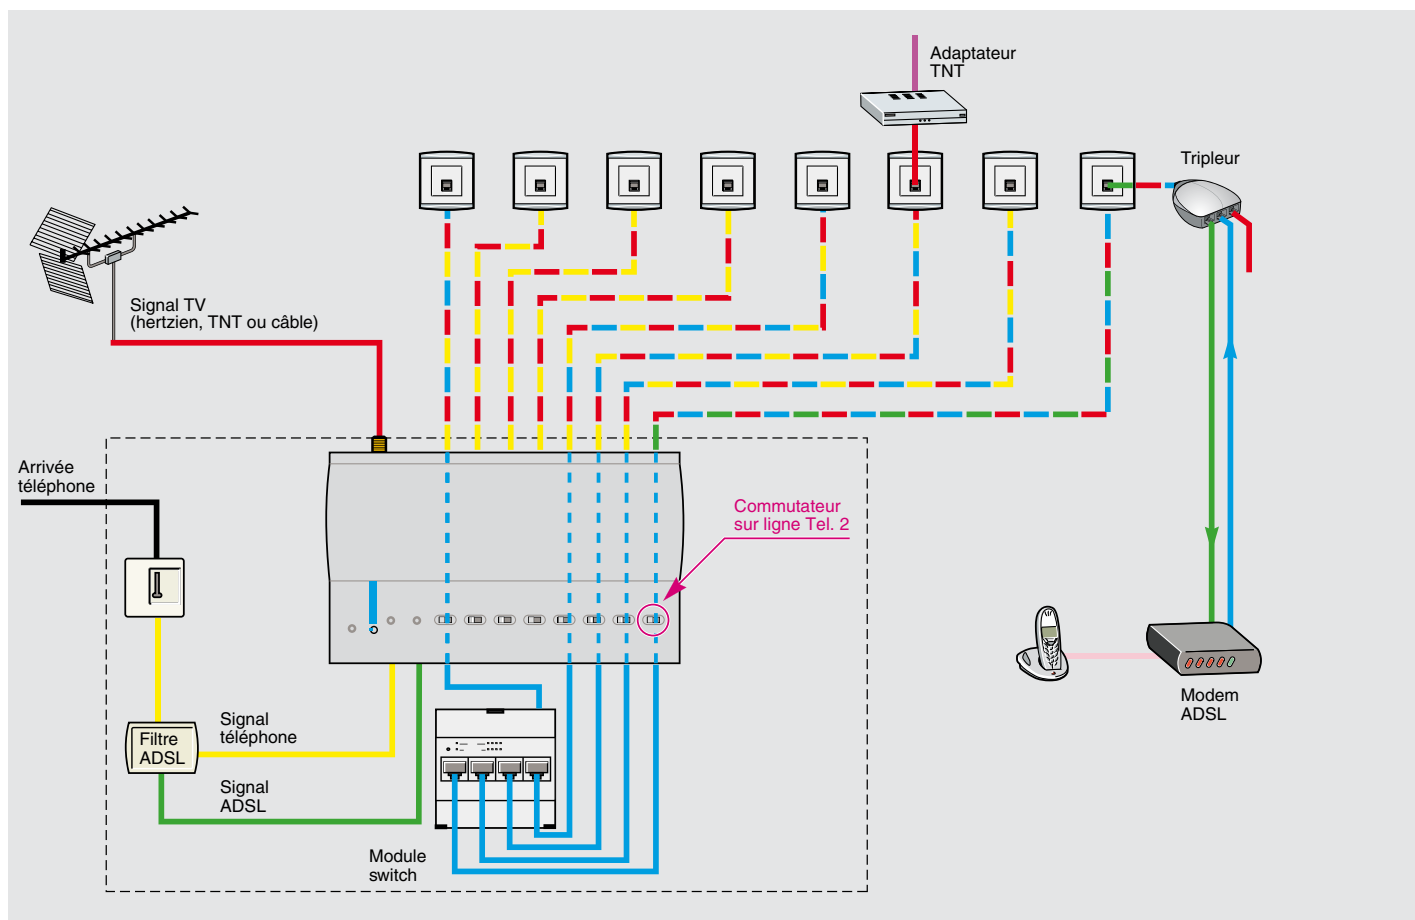 Adaptateur
TNT
Tripleur
Signal TV
(hertzien, TNT ou câble)
Arrivée
téléphone
Commutateur
sur ligne Tel. 2
Filtre
ADSL
Signal
téléphone
Signal
ADSL
Module
switch
Modem
ADSL